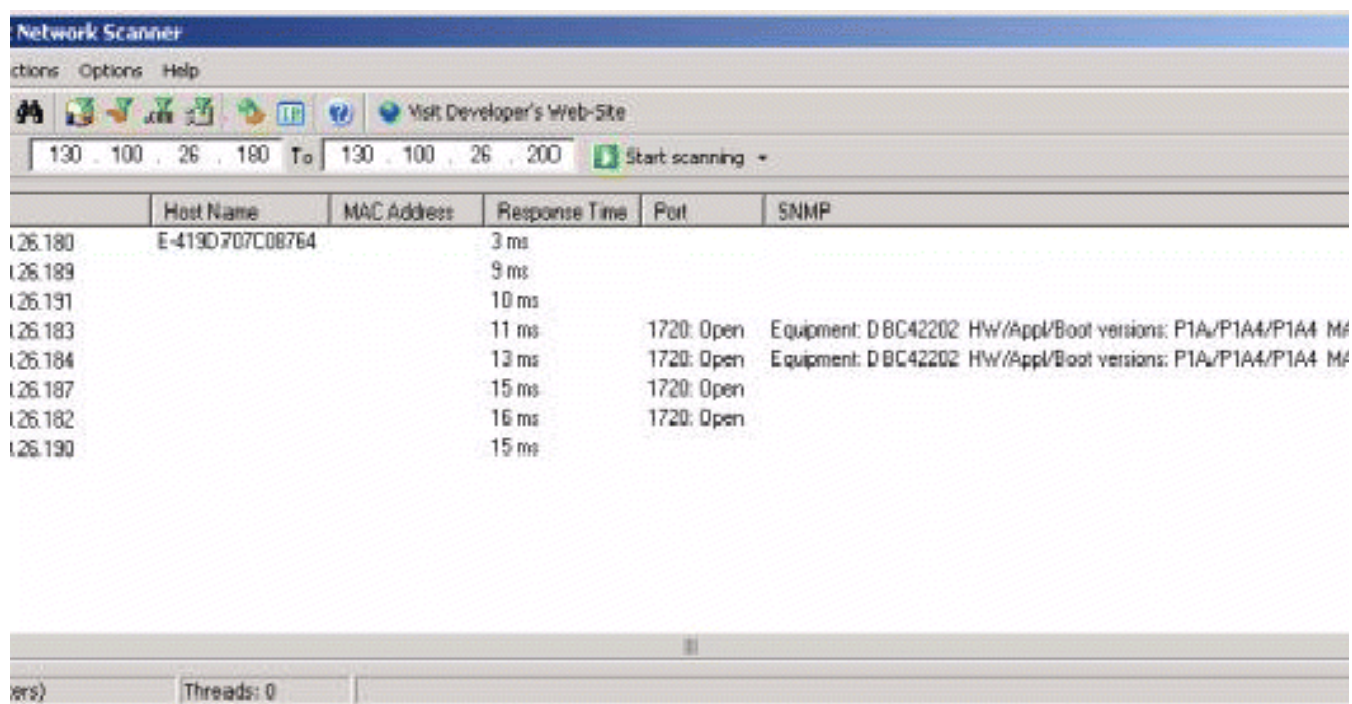 Network Scanner
ctions Options Help
IP ? Visit Developer's Web-Site
130 . 100 . 26 . 180 To 130 . 100 . 26 . 200 Start scanning
Host Name MAC Address Response Time Port SNMP
.26.180 E-419D707C08764 3 ms
.26.189 9 ms
.26.191 10 ms
.26.183 11 ms 1720: Open Equipment: DBC42202 HW/Appl/Boot versions: P1A,/P1A4/P1A4 MA
.26.184 13 ms 1720: Open Equipment: DBC42202 HW/Appl/Boot versions: P1A,/P1A4/P1A4 MA
.26.187 15 ms 1720: Open
.26.182 16 ms 1720: Open
.26.190 15 ms
ers) Threads: 0